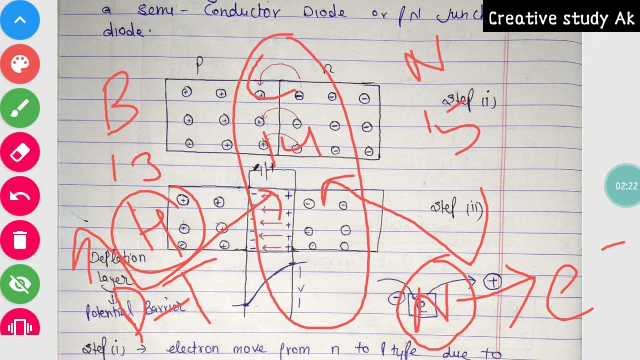 Creative study Ak
a semi-Conductor Diode or PN Junc
diode.
P
n
N
B
step (i)
15
13
H
step (ii)
Deplation
layer
Potential Barrier
V
N
e-
02:22
step (i) → electron move from n to p type due to